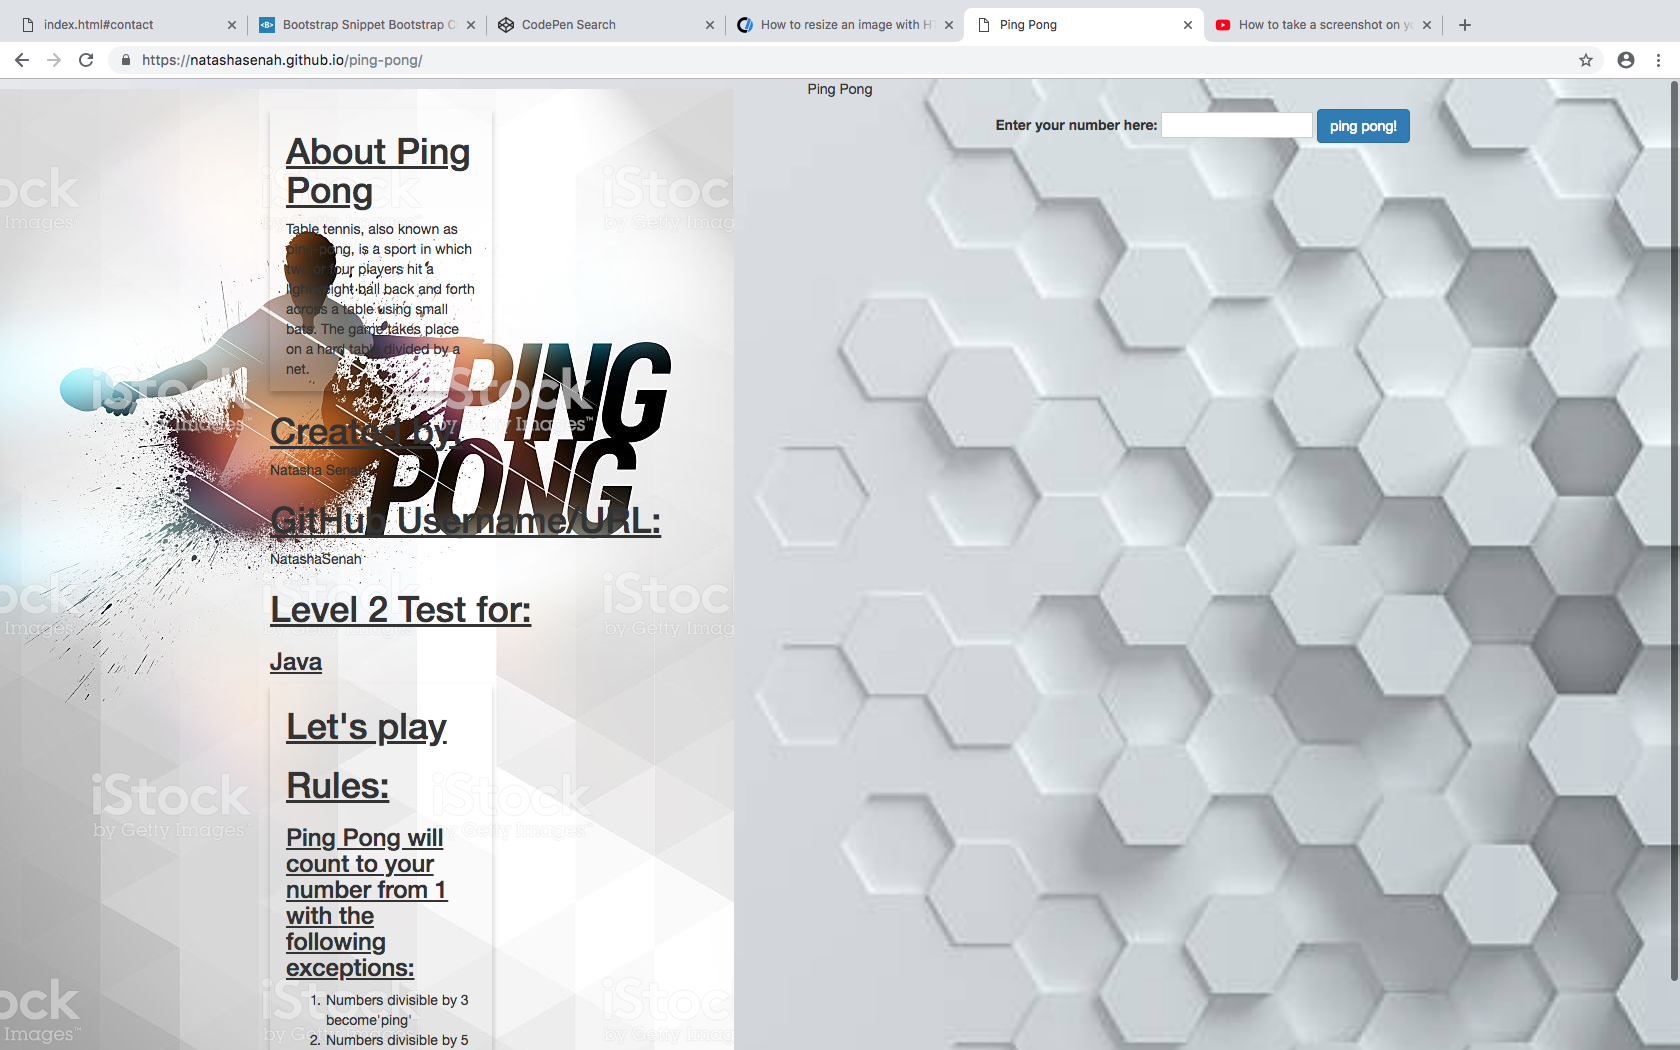 index.html#contact
Bootstrap Snippet Bootstrap
CodePen Search
How to resize an image with
Ping Pong
How to take a screenshot on
https://natashasenah.github.io/ping-pong/
Ping Pong
Enter your number here:
ping pong!
About Ping
Pong
Table tennis, also known as
ping-pong, is a sport in which
two or four players hit a
lightweight ball back and forth
across a table using small
bats. The game takes place
on a hard table divided by a
net.
PING
PONG
Created by:
Natasha Senah
GitHub Username/URL:
NatashaSenah
Level 2 Test for:
Java
Let's play
Rules:
Ping Pong will
count to your
number from 1
with the
following
exceptions:
1. Numbers divisible by 3
become'ping'
2. Numbers divisible by 5
iStock
by Getty Images™